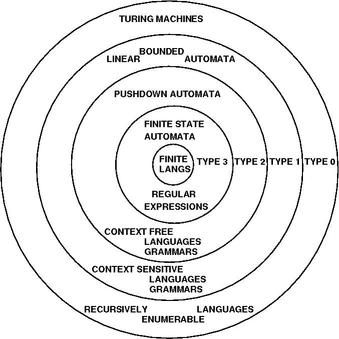 TURING MACHINES
BOUNDED
LINEAR AUTOMATA
PUSHDOWN AUTOMATA
FINITE STATE
AUTOMATA
FINITE
LANGS
TYPE 3 TYPE 2 TYPE 1 TYPE 0
REGULAR
EXPRESSIONS
CONTEXT FREE
LANGUAGES
GRAMMARS
CONTEXT SENSITIVE
LANGUAGES
GRAMMARS
RECURSIVELY LANGUAGES
ENUMERABLE